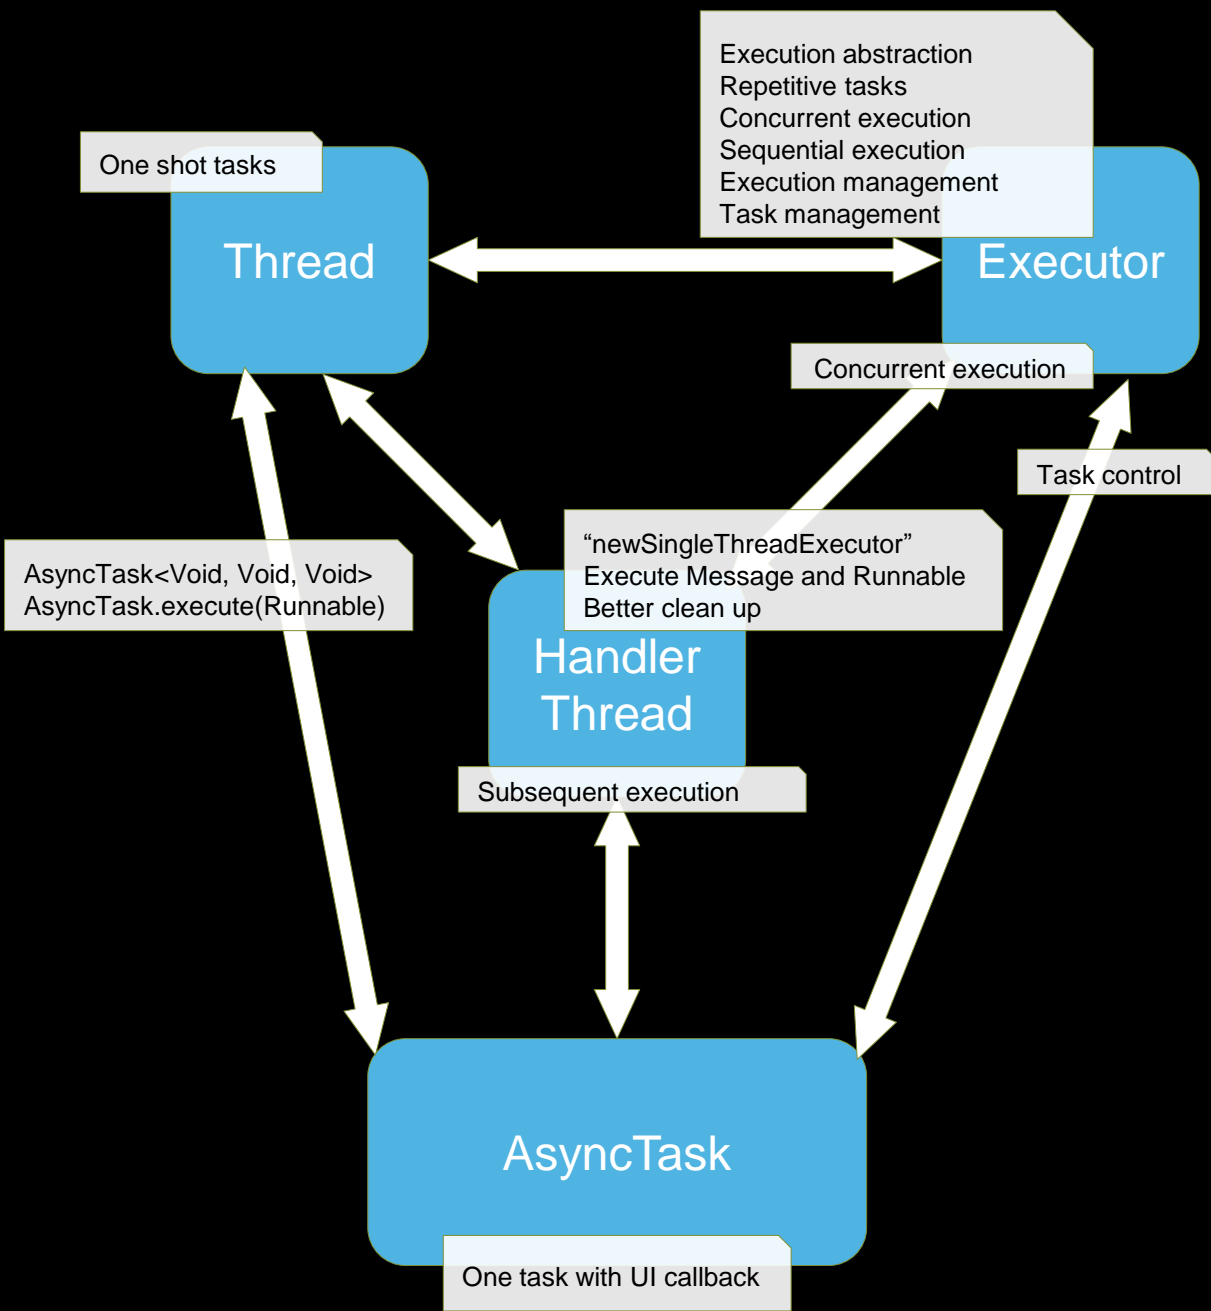 Execution abstraction
Repetitive tasks
Concurrent execution
Sequential execution
Execution management
Task management
One shot tasks
Thread
Executor
Concurrent execution
Task control
“newSingleThreadExecutor”
Execute Message and Runnable
Better clean up
AsyncTask<Void, Void, Void>
AsyncTask.execute(Runnable)
Handler
Thread
Subsequent execution
AsyncTask
One task with UI callback